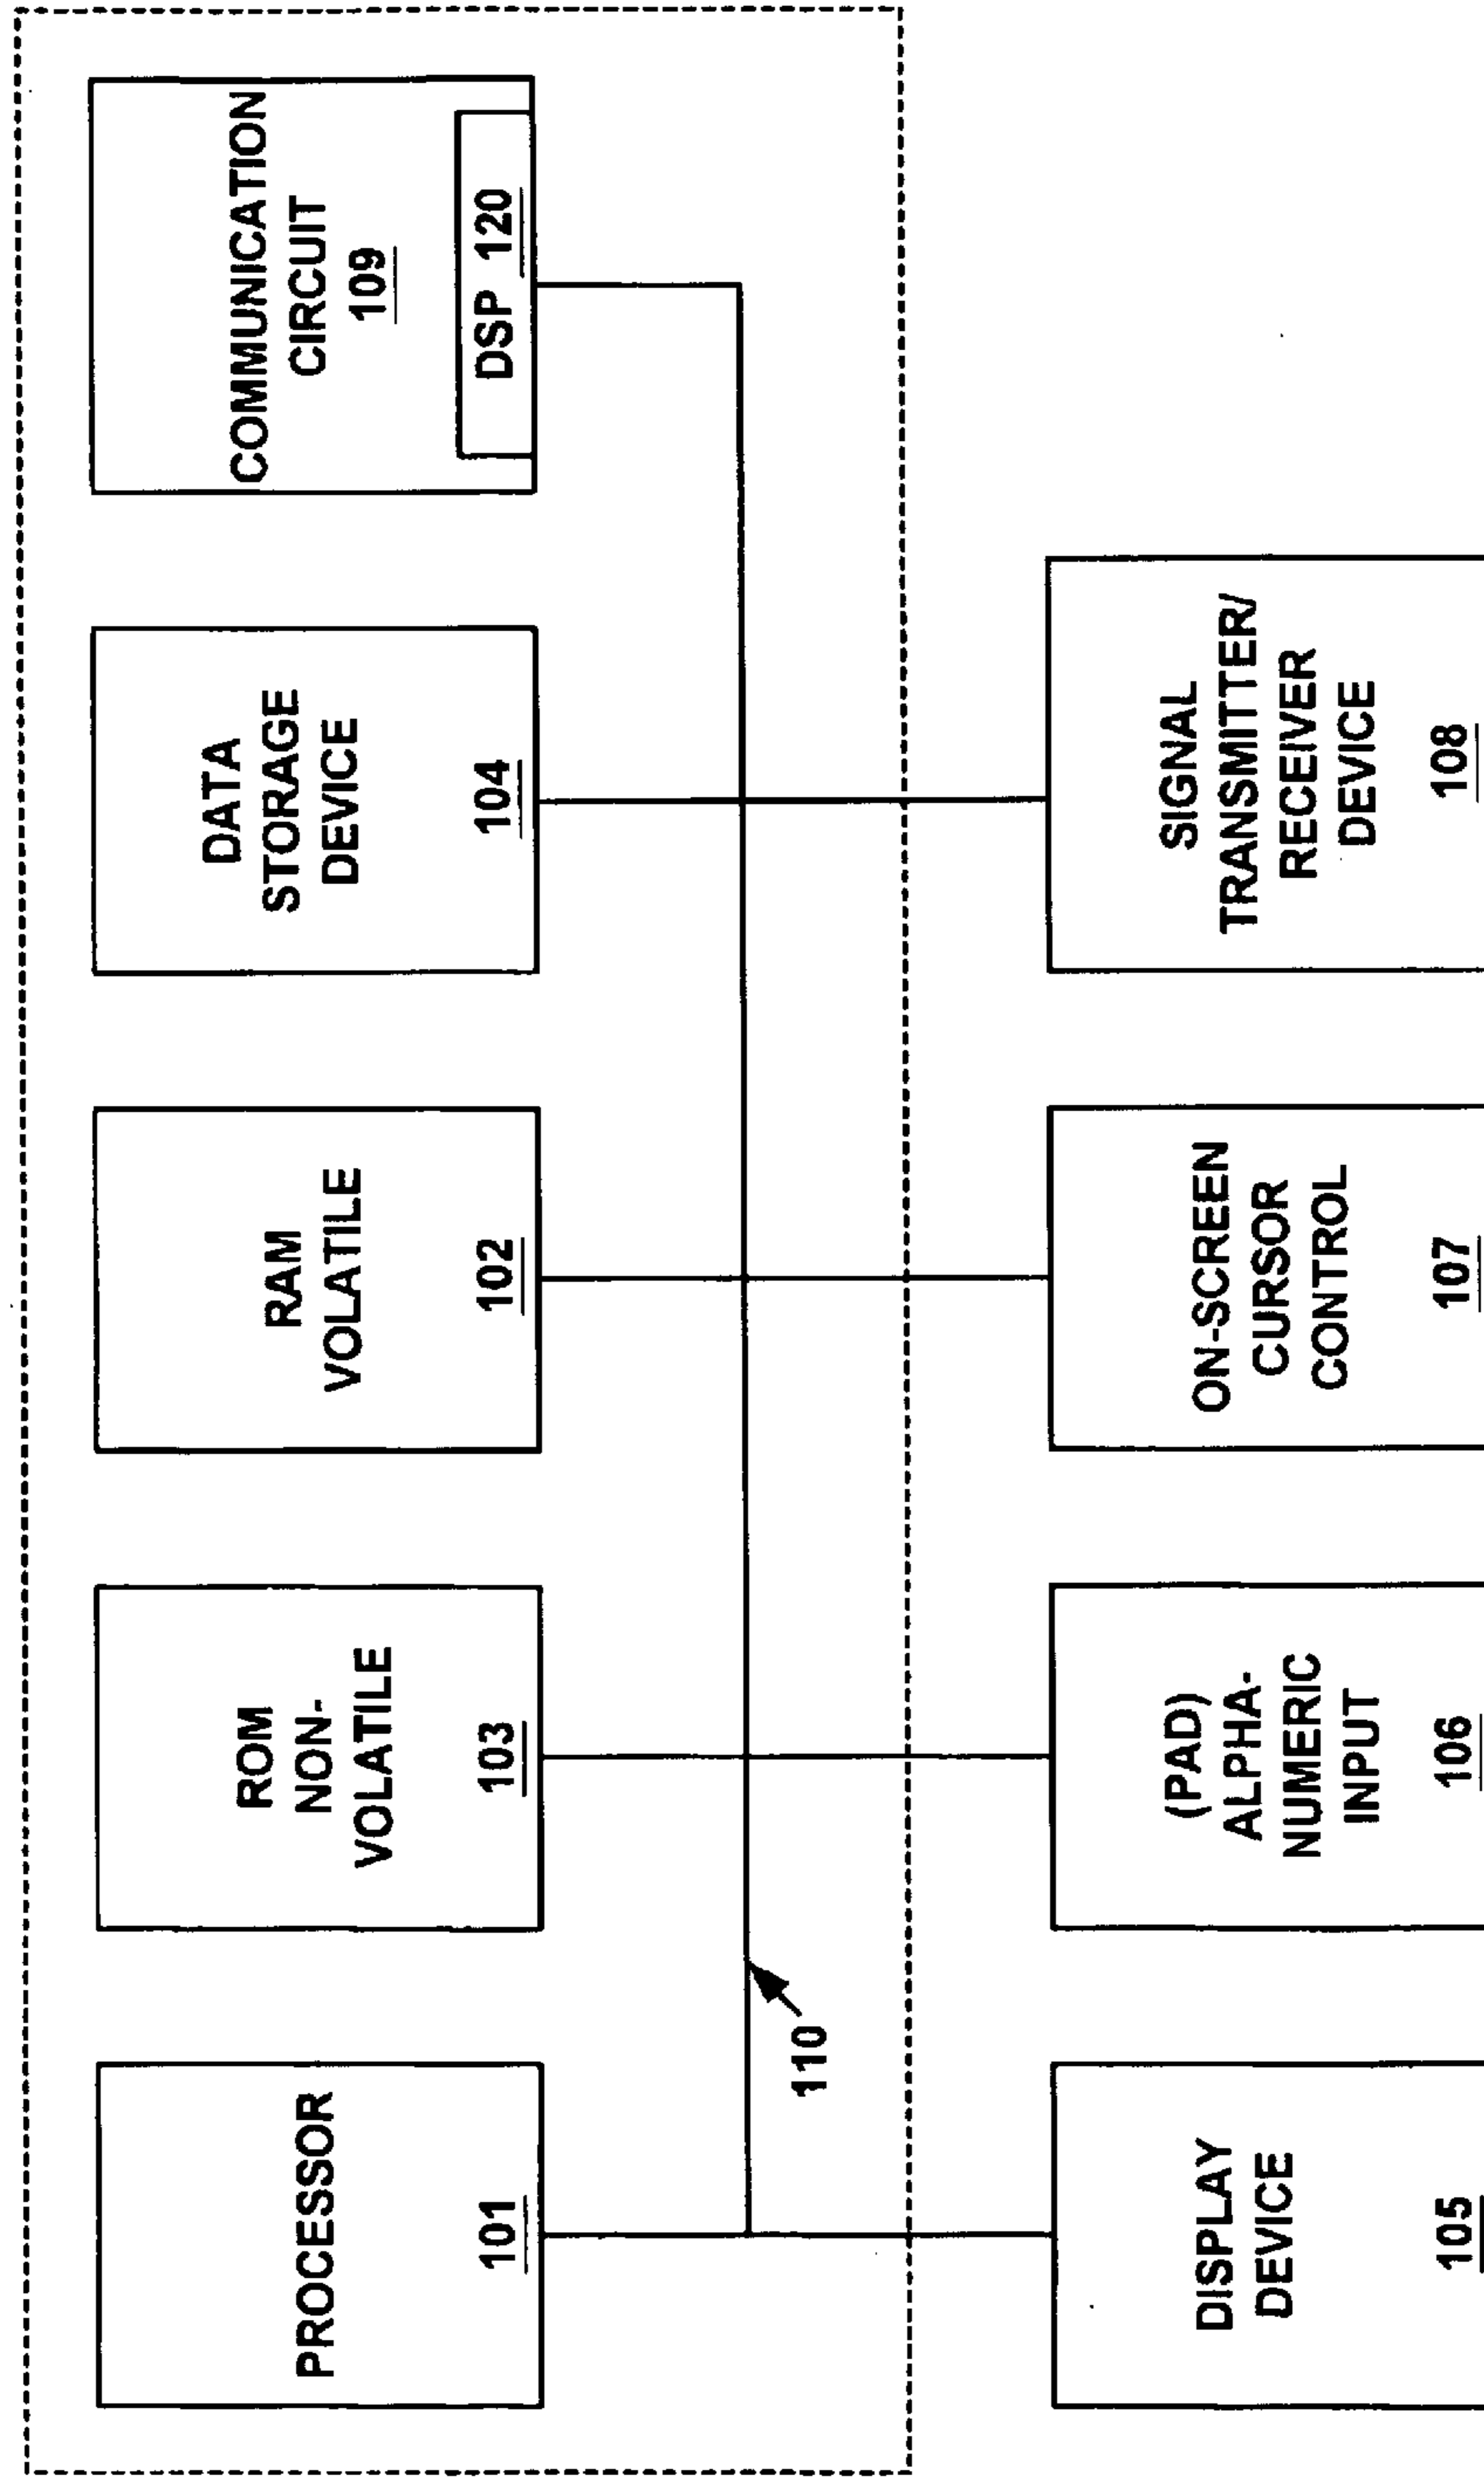 PROCESSOR
101
ROM
NON-
VOLATILE
103
RAM
VOLATILE
102
DATA
STORAGE
DEVICE
104
COMMUNICATION
CIRCUIT
109
DSP 120
110
DISPLAY
DEVICE
105
(PAD)
ALPHA-
NUMERIC
INPUT
106
ON-SCREEN
CURSOR
CONTROL
107
SIGNAL
TRANSMITTER/
RECEIVER
DEVICE
108